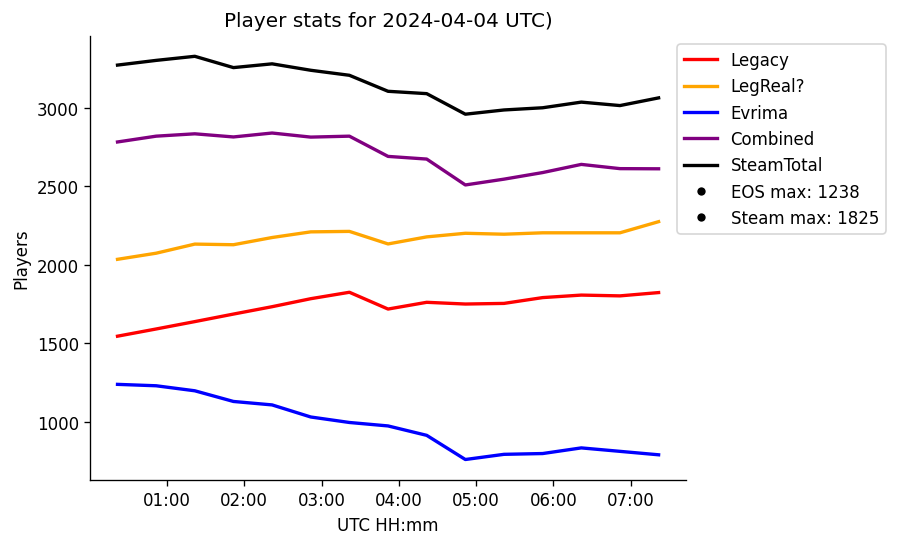 Player stats for 2024-04-04 UTC)
Legacy
LegReal?
Evrima
Combined
SteamTotal
EOS max: 1238
Steam max: 1825
Players
3000
2500
2000
1500
1000
01:00 02:00 03:00 04:00 05:00 06:00 07:00
UTC HH:mm